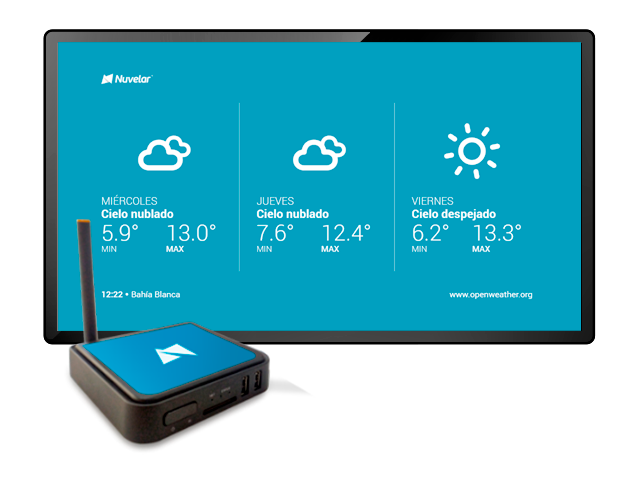 Nuvelar
MIÉRCOLES
Cielo nublado
5.9° 13.0°
MIN MAX
JUEVES
Cielo nublado
7.6° 12.4°
MIN MAX
VIERNES
Cielo despejado
6.2° 13.3°
MIN MAX
12:22 • Bahía Blanca
www.openweather.org